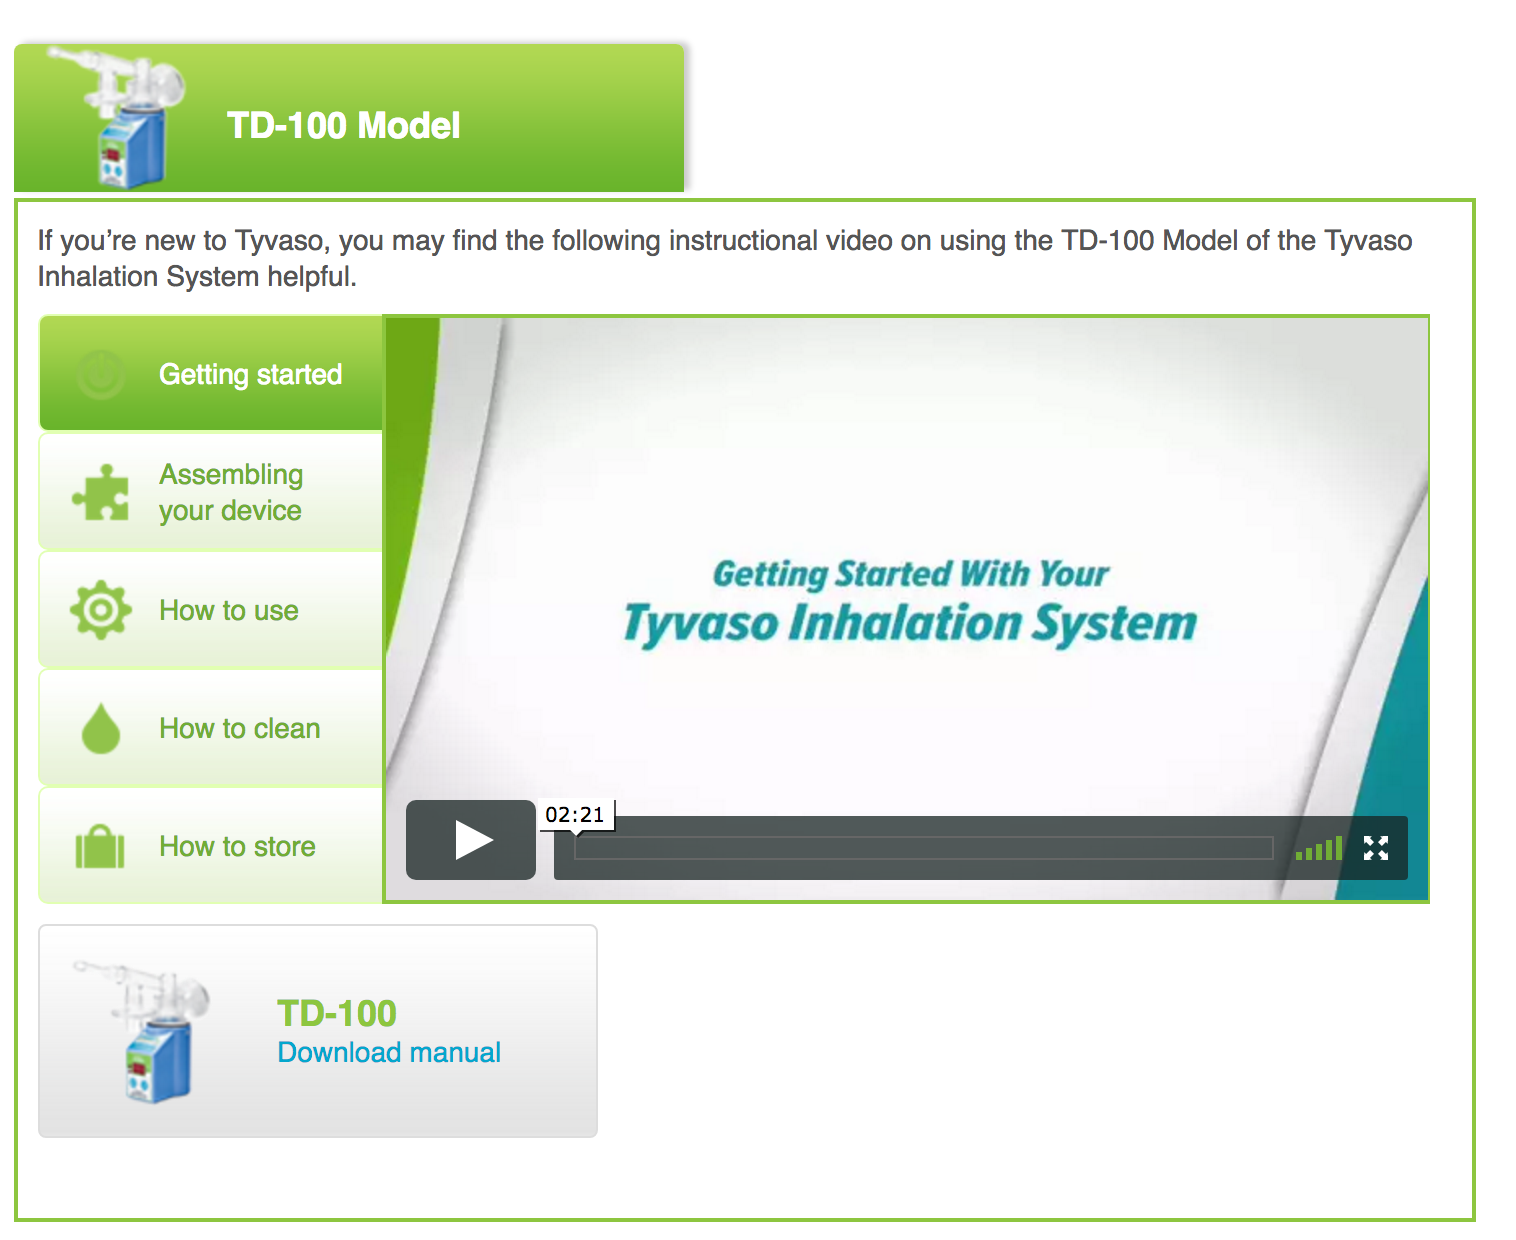 TD-100 Model
If you’re new to Tyvaso, you may find the following instructional video on using the TD-100 Model of the Tyvaso
Inhalation System helpful.
Getting started
Assembling
your device
How to use
How to clean
How to store
Getting Started With Your
Tyvaso Inhalation System
02:21
TD-100
Download manual